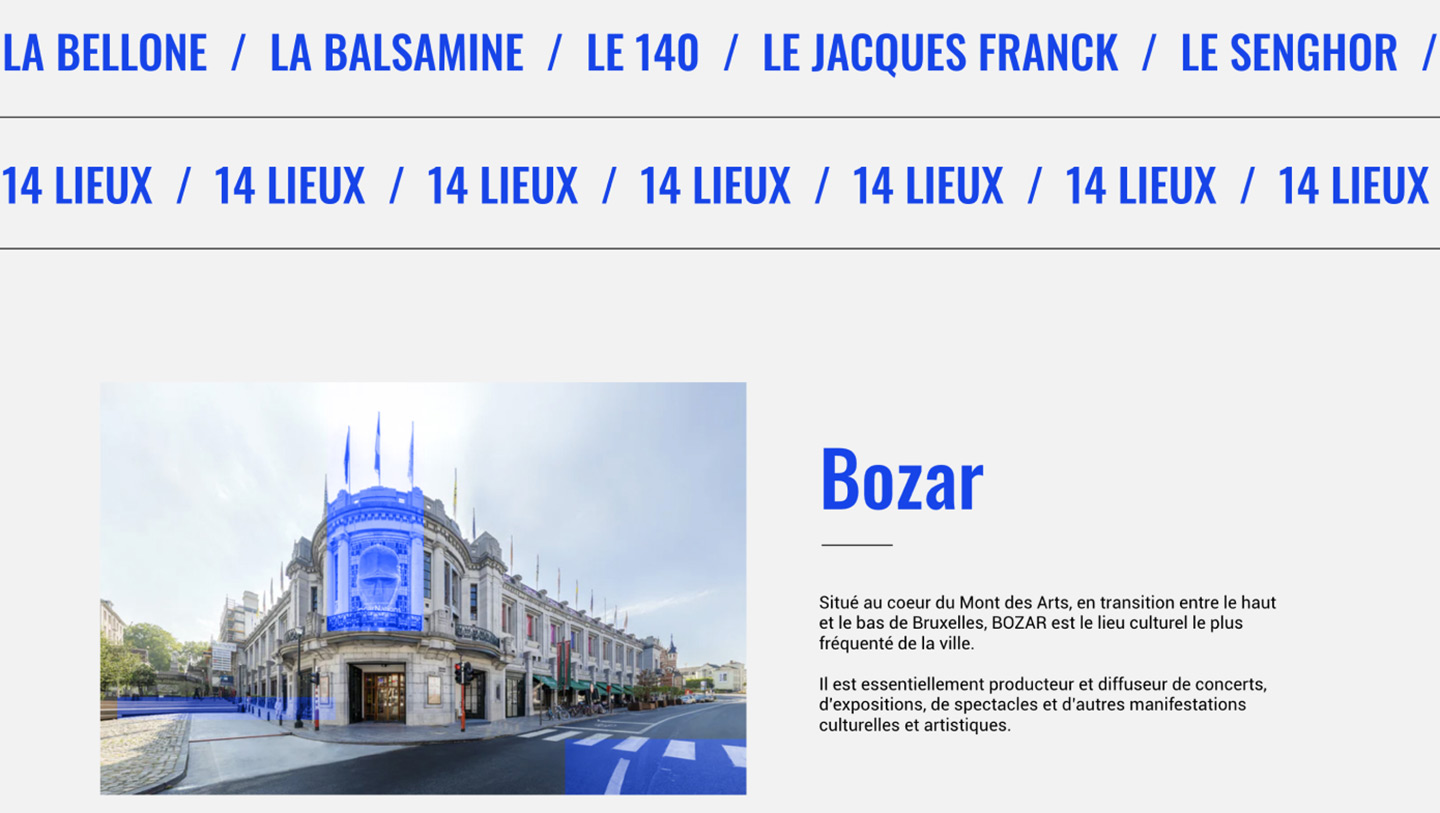 LA BELLONE / LA BALSAMINE / LE 140 / LE JACQUES FRANCK / LE SENGHOR /
14 LIEUX / 14 LIEUX / 14 LIEUX / 14 LIEUX / 14 LIEUX / 14 LIEUX / 14 LIEUX
Bozar
Situé au coeur du Mont des Arts, en transition entre le haut
et le bas de Bruxelles, BOZAR est le lieu culturel le plus
fréquenté de la ville.
Il est essentiellement producteur et diffuseur de concerts,
d'expositions, de spectacles et d'autres manifestations
culturelles et artistiques.